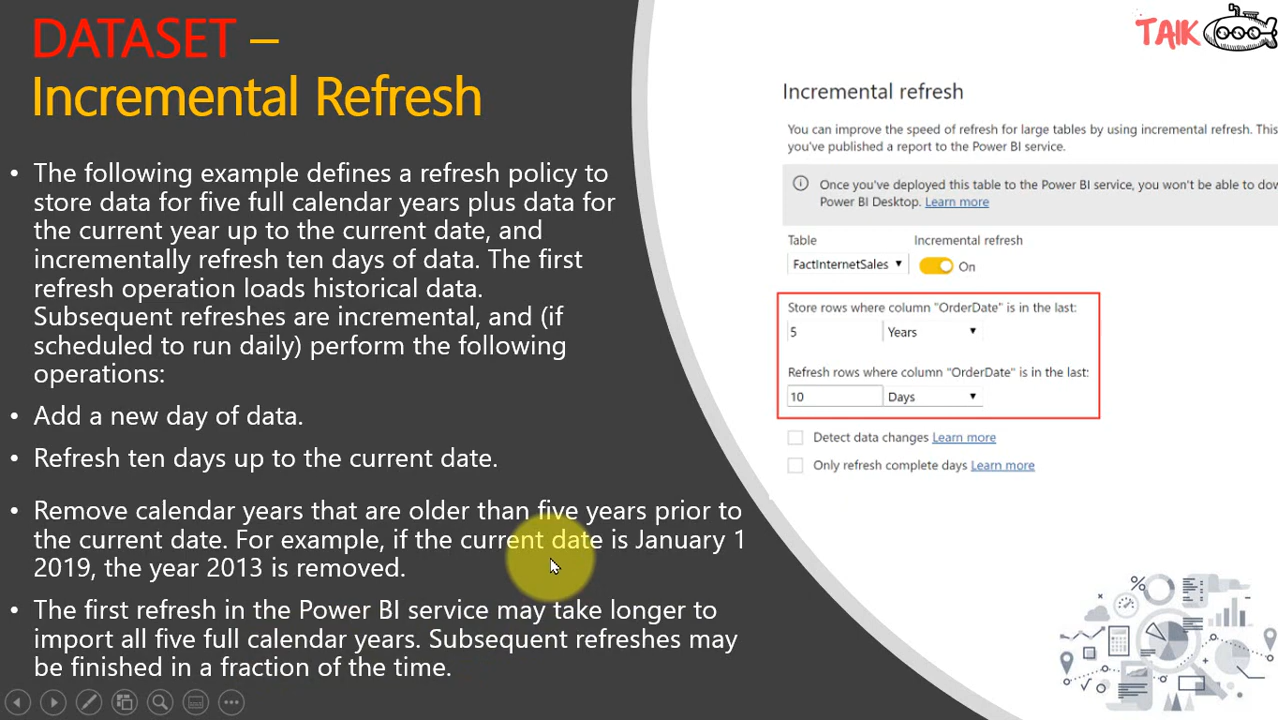 DATASET –
Incremental Refresh
• The following example defines a refresh policy to
store data for five full calendar years plus data for
the current year up to the current date, and
incrementally refresh ten days of data. The first
refresh operation loads historical data.
Subsequent refreshes are incremental, and (if
scheduled to run daily) perform the following
operations:
• Add a new day of data.
• Refresh ten days up to the current date.
• Remove calendar years that are older than five years prior to
the current date. For example, if the current date is January 1
2019, the year 2013 is removed.
• The first refresh in the Power BI service may take longer to
import all five full calendar years. Subsequent refreshes may
be finished in a fraction of the time.
TAIK
Incremental refresh
You can improve the speed of refresh for large tables by using incremental refresh. This
you've published a report to the Power BI service.
Once you've deployed this table to the Power BI service, you won't be able to dow
Power BI Desktop. Learn more
Table Incremental refresh
FactInternetSales On
Store rows where column "OrderDate" is in the last:
5 Years
Refresh rows where column "OrderDate" is in the last:
10 Days
Detect data changes Learn more
Only refresh complete days Learn more